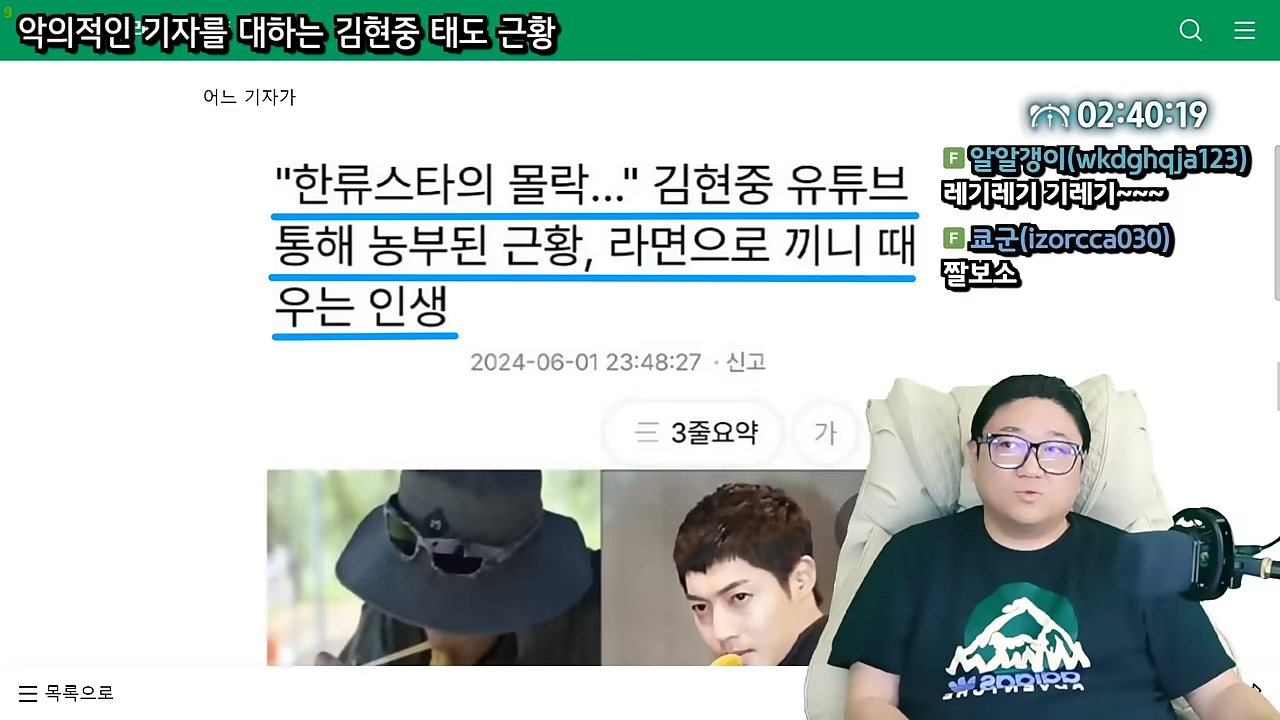 9
악의적인 기자를 대하는 김현중 태도 근황
어느 기자가
02:40:19
F 알알갱이(wkdghqja123)
레기레기 기레기~~~
F 쿄군(izorcca030)
짤보소
"한류스타의 몰락..." 김현중 유튜브
통해 농부된 근황, 라면으로 끼니 때
우는 인생
2024-06-01 23:48:27 · 신고
3줄요약
가
목록으로